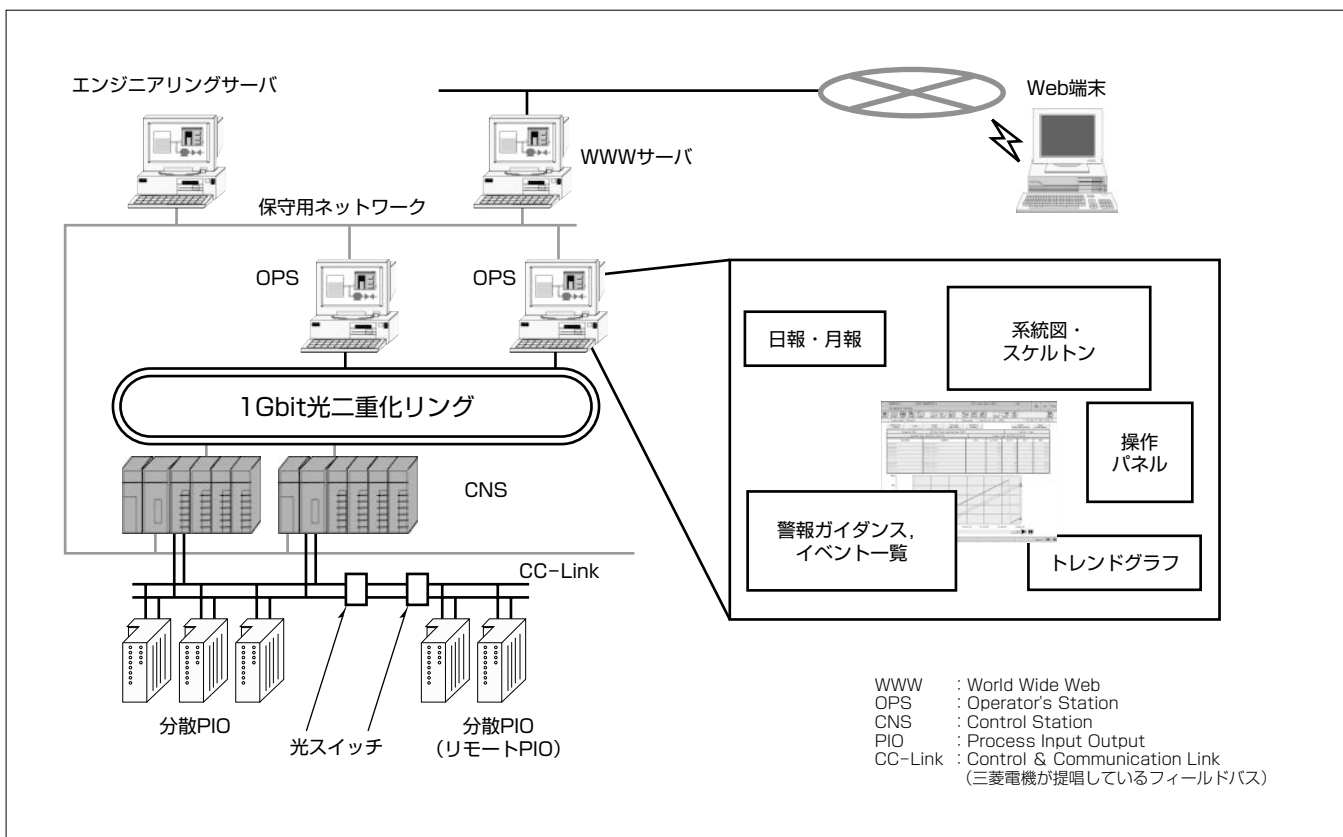 エンジニアリングサーバ
Web端末
WWWサーバ
保守用ネットワーク
OPS
OPS
日報・月報
系統図・
スケルトン
1Gbit光二重化リング
操作
パネル
CNS
警報ガイダンス,
イベント一覧
トレンドグラフ
CC-Link
分散PIO
光スイッチ
分散PIO
(リモートPIO)
WWW : World Wide Web
OPS : Operator's Station
CNS : Control Station
PIO : Process Input Output
CC-Link : Control & Communication Link
(三菱電機が提唱しているフィールドバス)